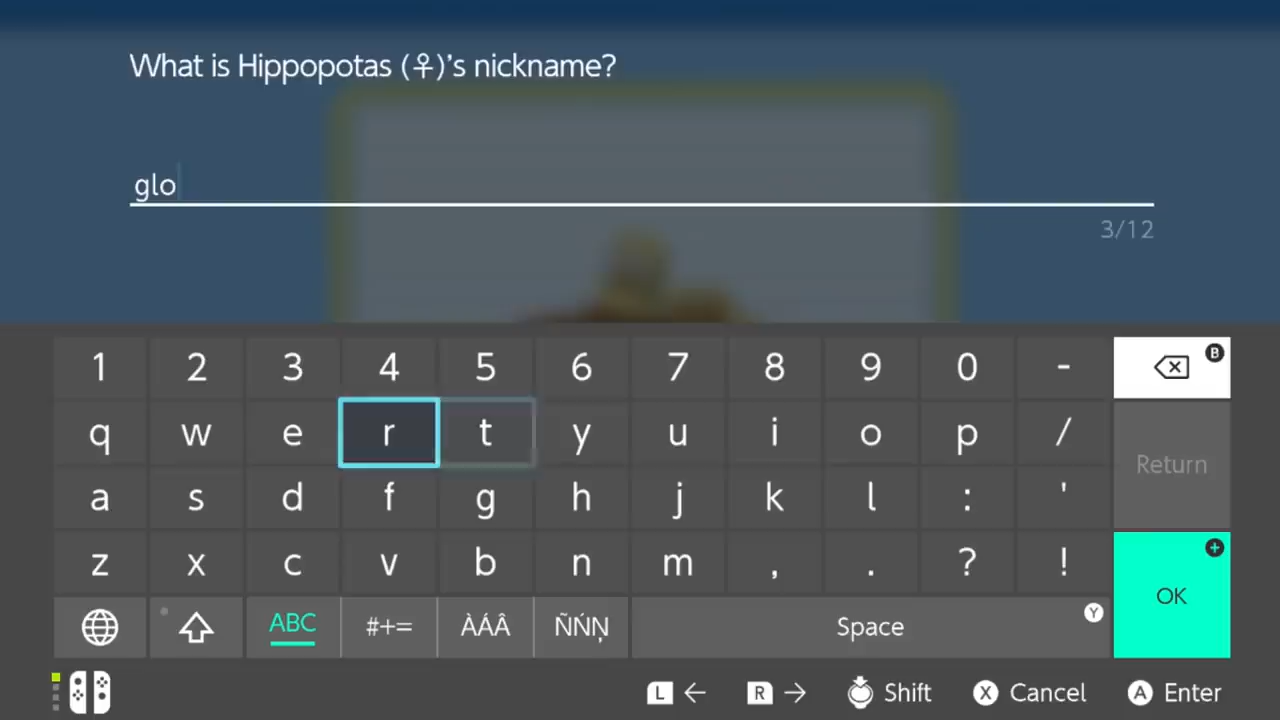 What is Hippopotas (♀)'s nickname?
glo
3/12
1 2 3 4 5 6 7 8 9 0 - B
q w e r t y u i o p / Return
a s d f g h j k l : '
z x c v b n m , . ? ! + OK
ABC #+= ÀÁÂ ÑŃŅ Space Y
L ← R → Shift X Cancel A Enter